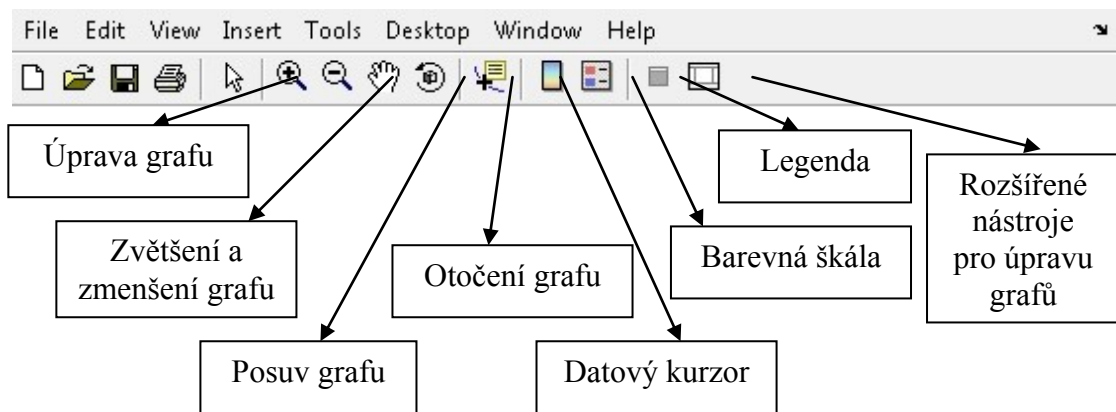 File Edit View Insert Tools Desktop Window Help
Úprava grafu
Legenda
Rozšířené
nástroje
pro úpravu
grafů
Zvětšení a
zmenšení grafu
Otočení grafu
Barevná škála
Posuv grafu
Datový kurzor